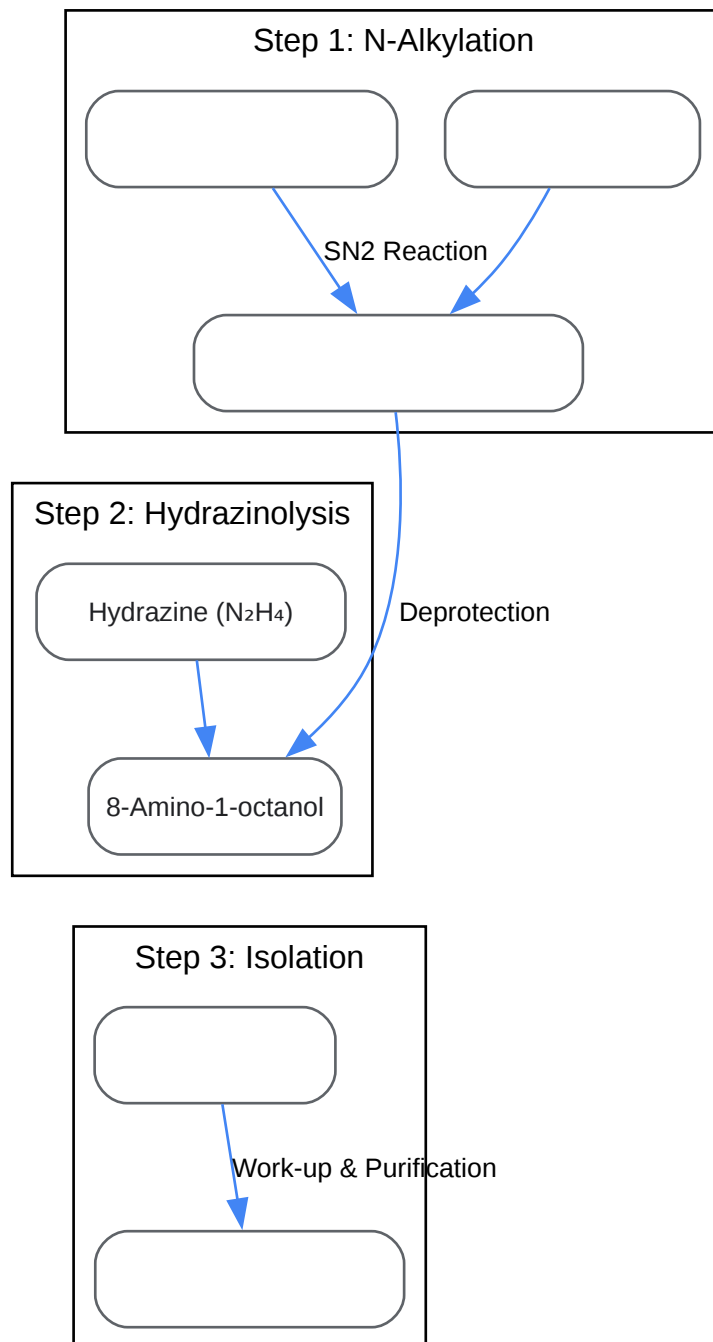 Step 1: N-Alkylation
SN2 Reaction
Step 2: Hydrazinolysis
Hydrazine (N₂H₄)
Deprotection
8-Amino-1-octanol
Step 3: Isolation
Work-up & Purification